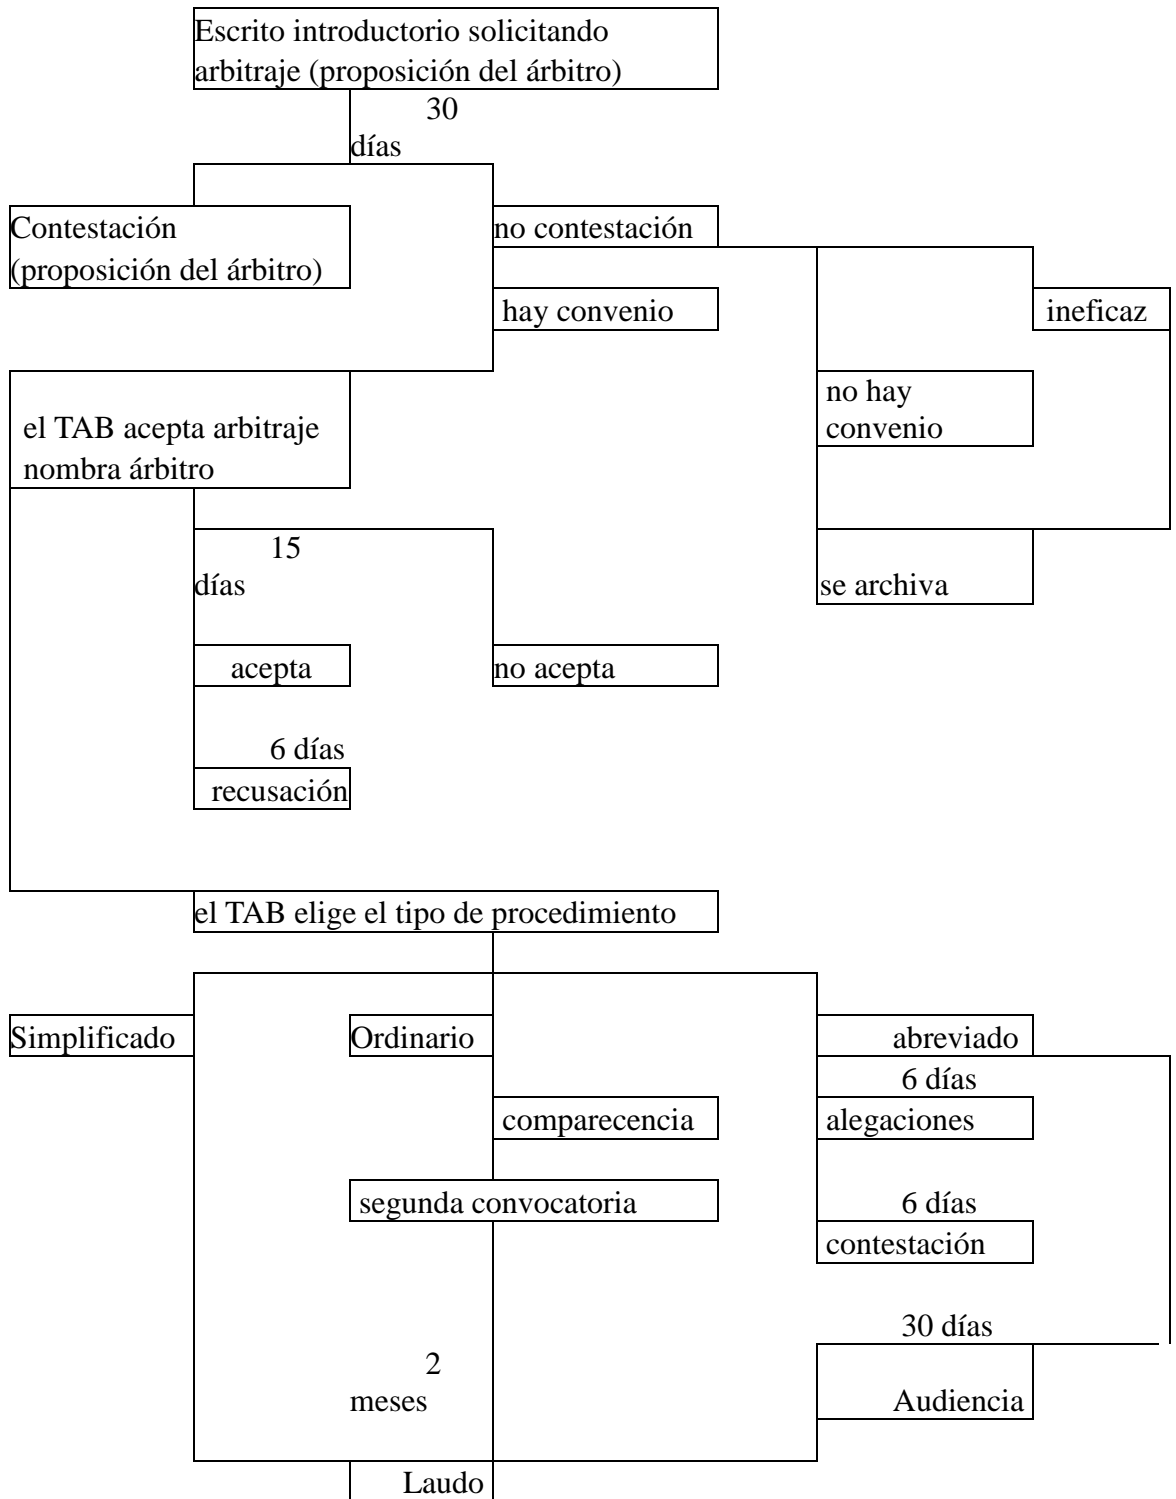 Escrito introductorio solicitando
arbitraje (proposición del árbitro)
30
días
Contestación
(proposición del árbitro)
no contestación
hay convenio
ineficaz
no hay
convenio
el TAB acepta arbitraje
nombra árbitro
15
días
se archiva
acepta
no acepta
6 días
recusación
el TAB elige el tipo de procedimiento
Simplificado
Ordinario
abreviado
6 días
comparecencia
alegaciones
segunda convocatoria
6 días
contestación
30 días
2
meses
Audiencia
Laudo